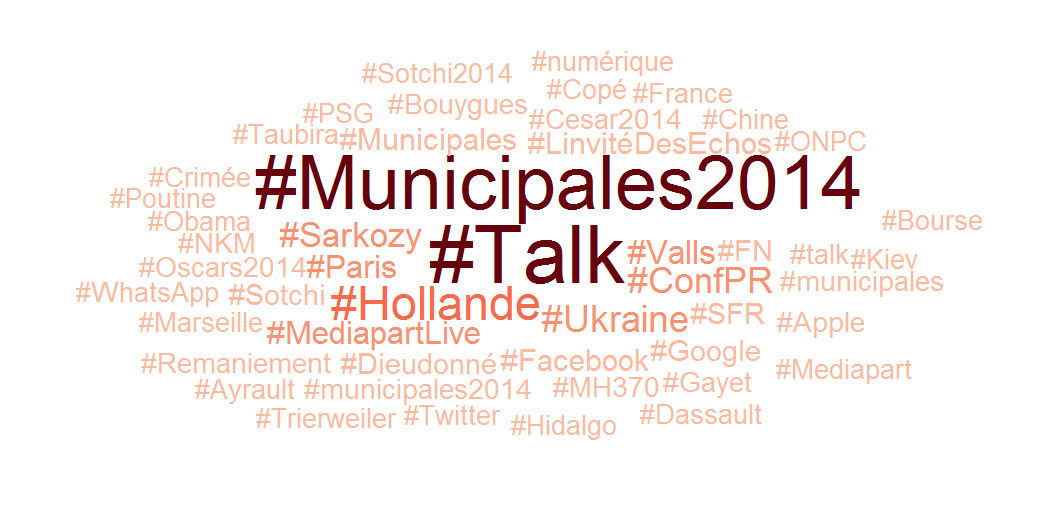 #numérique
#Sotchi2014
#Copé #France
#PSG #Bouygues
#Cesar2014 #Chine
#Taubira #Municipales #LinvitéDesEchos #ONPC
#Crimée #Municipales2014
#Poutine
#Obama #Bourse
#NKM #Sarkozy #Talk #Valls #FN #talk #Kiev
#Oscars2014 #Paris #ConfPR #municipales
#WhatsApp #Sotchi #Hollande
#Marseille #MediapartLive #Ukraine #SFR #Apple
#Remaniement #Dieudonné #Facebook #Google #Mediapart
#Ayrault #municipales2014 #MH370 #Gayet
#Trierweiler #Twitter #Hidalgo #Dassault